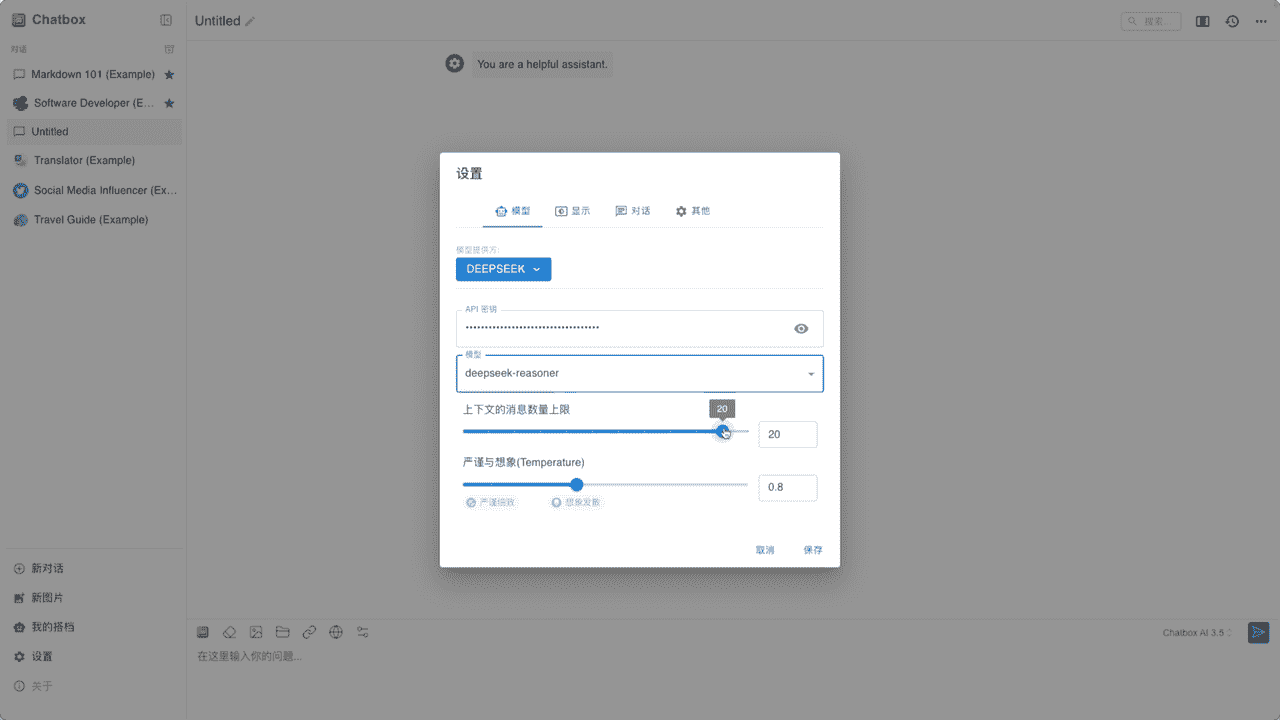 Chatbox
对话
Markdown 101 (Example)
Software Developer (E...
Untitled
Translator (Example)
Social Media Influencer (Ex...
Travel Guide (Example)
新对话
新图片
我的搭档
设置
关于
Untitled
搜索...
You are a helpful assistant.
设置
模型 显示 对话 其他
模型提供方:
DEEPSEEK
API 密钥
••••••••••••••••••••••••••••••••••••
模型
deepseek-reasoner
20
上下文的消息数量上限
20
严谨与想象(Temperature)
0.8
严谨细致 想象发散
取消 保存
Chatbox AI 3.5
在这里输入你的问题...